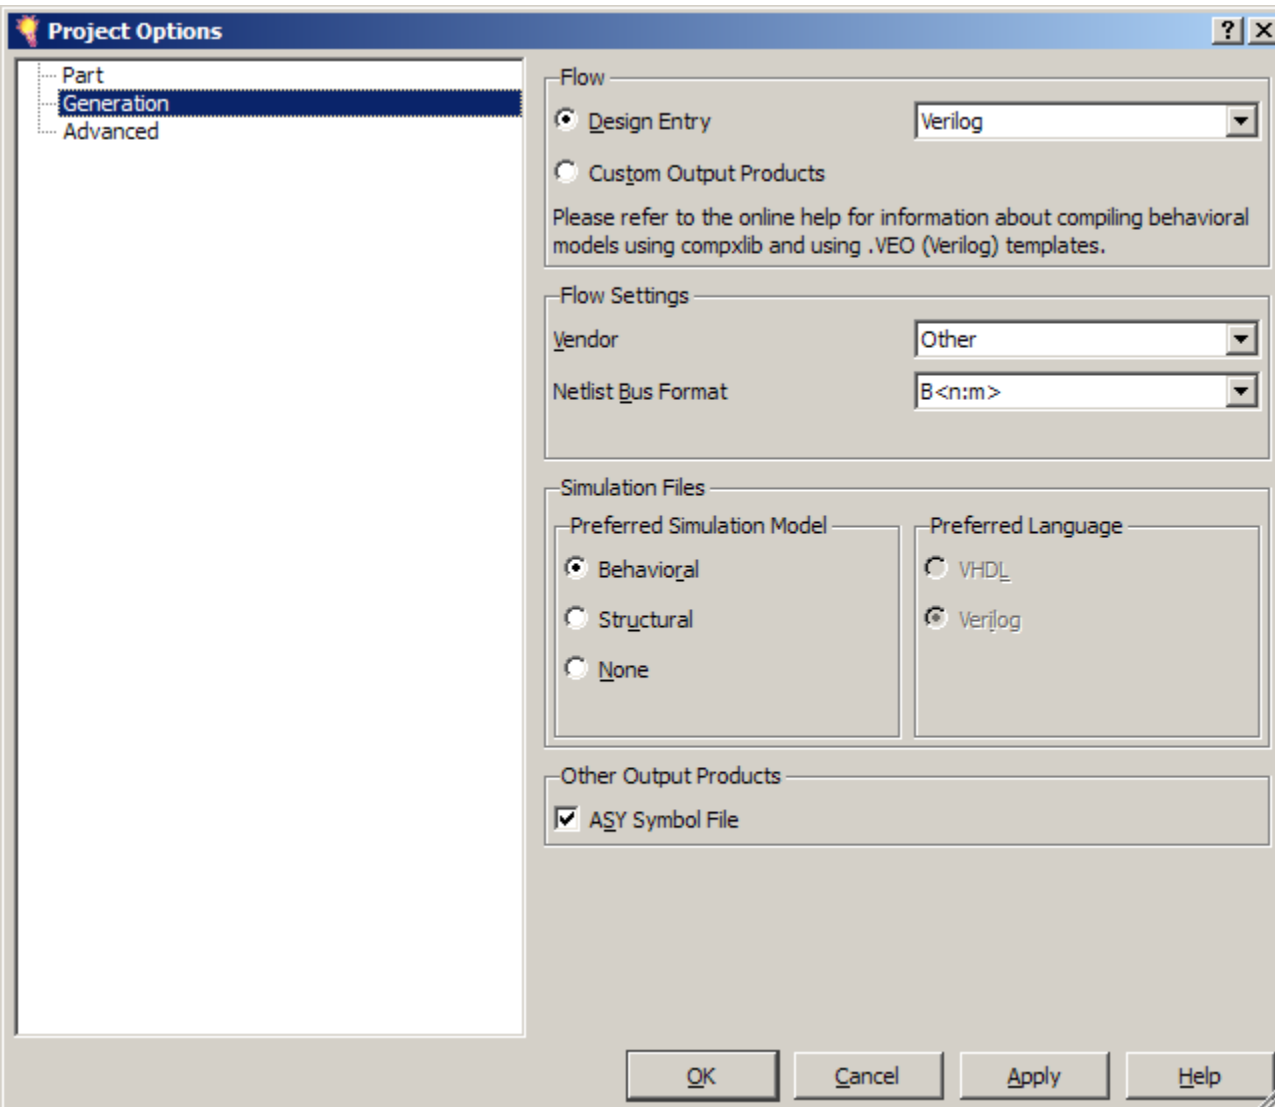 Project Options
Part
Generation
Advanced
Flow
Design Entry
Verilog
Custom Output Products
Please refer to the online help for information about compiling behavioral
models using compxlib and using .VEO (Verilog) templates.
Flow Settings
Vendor
Other
Netlist Bus Format
B<n:m>
Simulation Files
Preferred Simulation Model
Behavioral
Structural
None
Preferred Language
VHDL
Verilog
Other Output Products
ASY Symbol File
OK
Cancel
Apply
Help